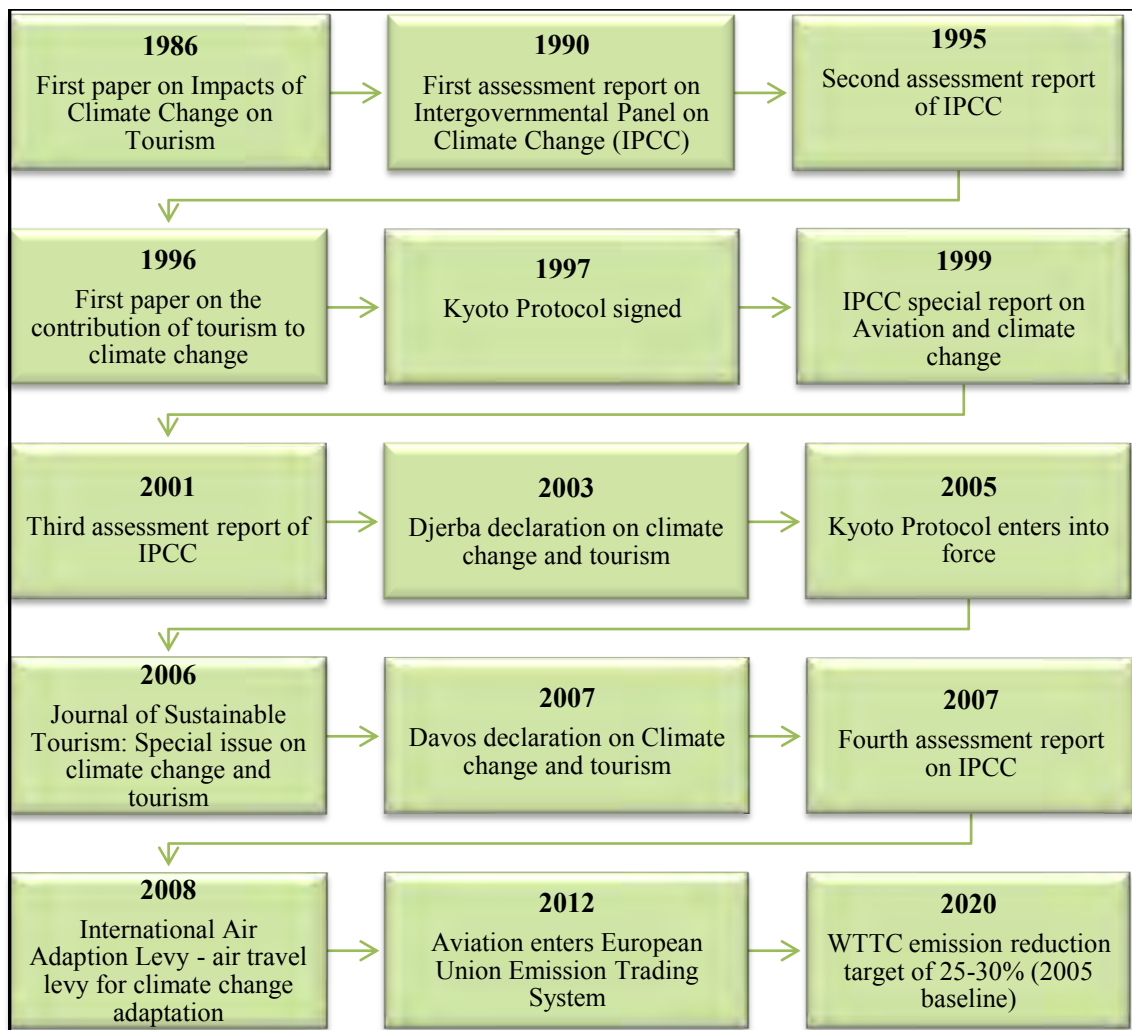 1986
First paper on Impacts of
Climate Change on
Tourism
1990
First assessment report on
Intergovernmental Panel on
Climate Change (IPCC)
1995
Second assessment report
of IPCC
1996
First paper on the
contribution of tourism to
climate change
1997
Kyoto Protocol signed
1999
IPCC special report on
Aviation and climate
change
2001
Third assessment report of
IPCC
2003
Djerba declaration on climate
change and tourism
2005
Kyoto Protocol enters into
force
2006
Journal of Sustainable
Tourism: Special issue on
climate change and
tourism
2007
Davos declaration on Climate
change and tourism
2007
Fourth assessment report
on IPCC
2008
International Air
Adaption Levy - air travel
levy for climate change
adaptation
2012
Aviation enters European
Union Emission Trading
System
2020
WTTC emission reduction
target of 25-30% (2005
baseline)